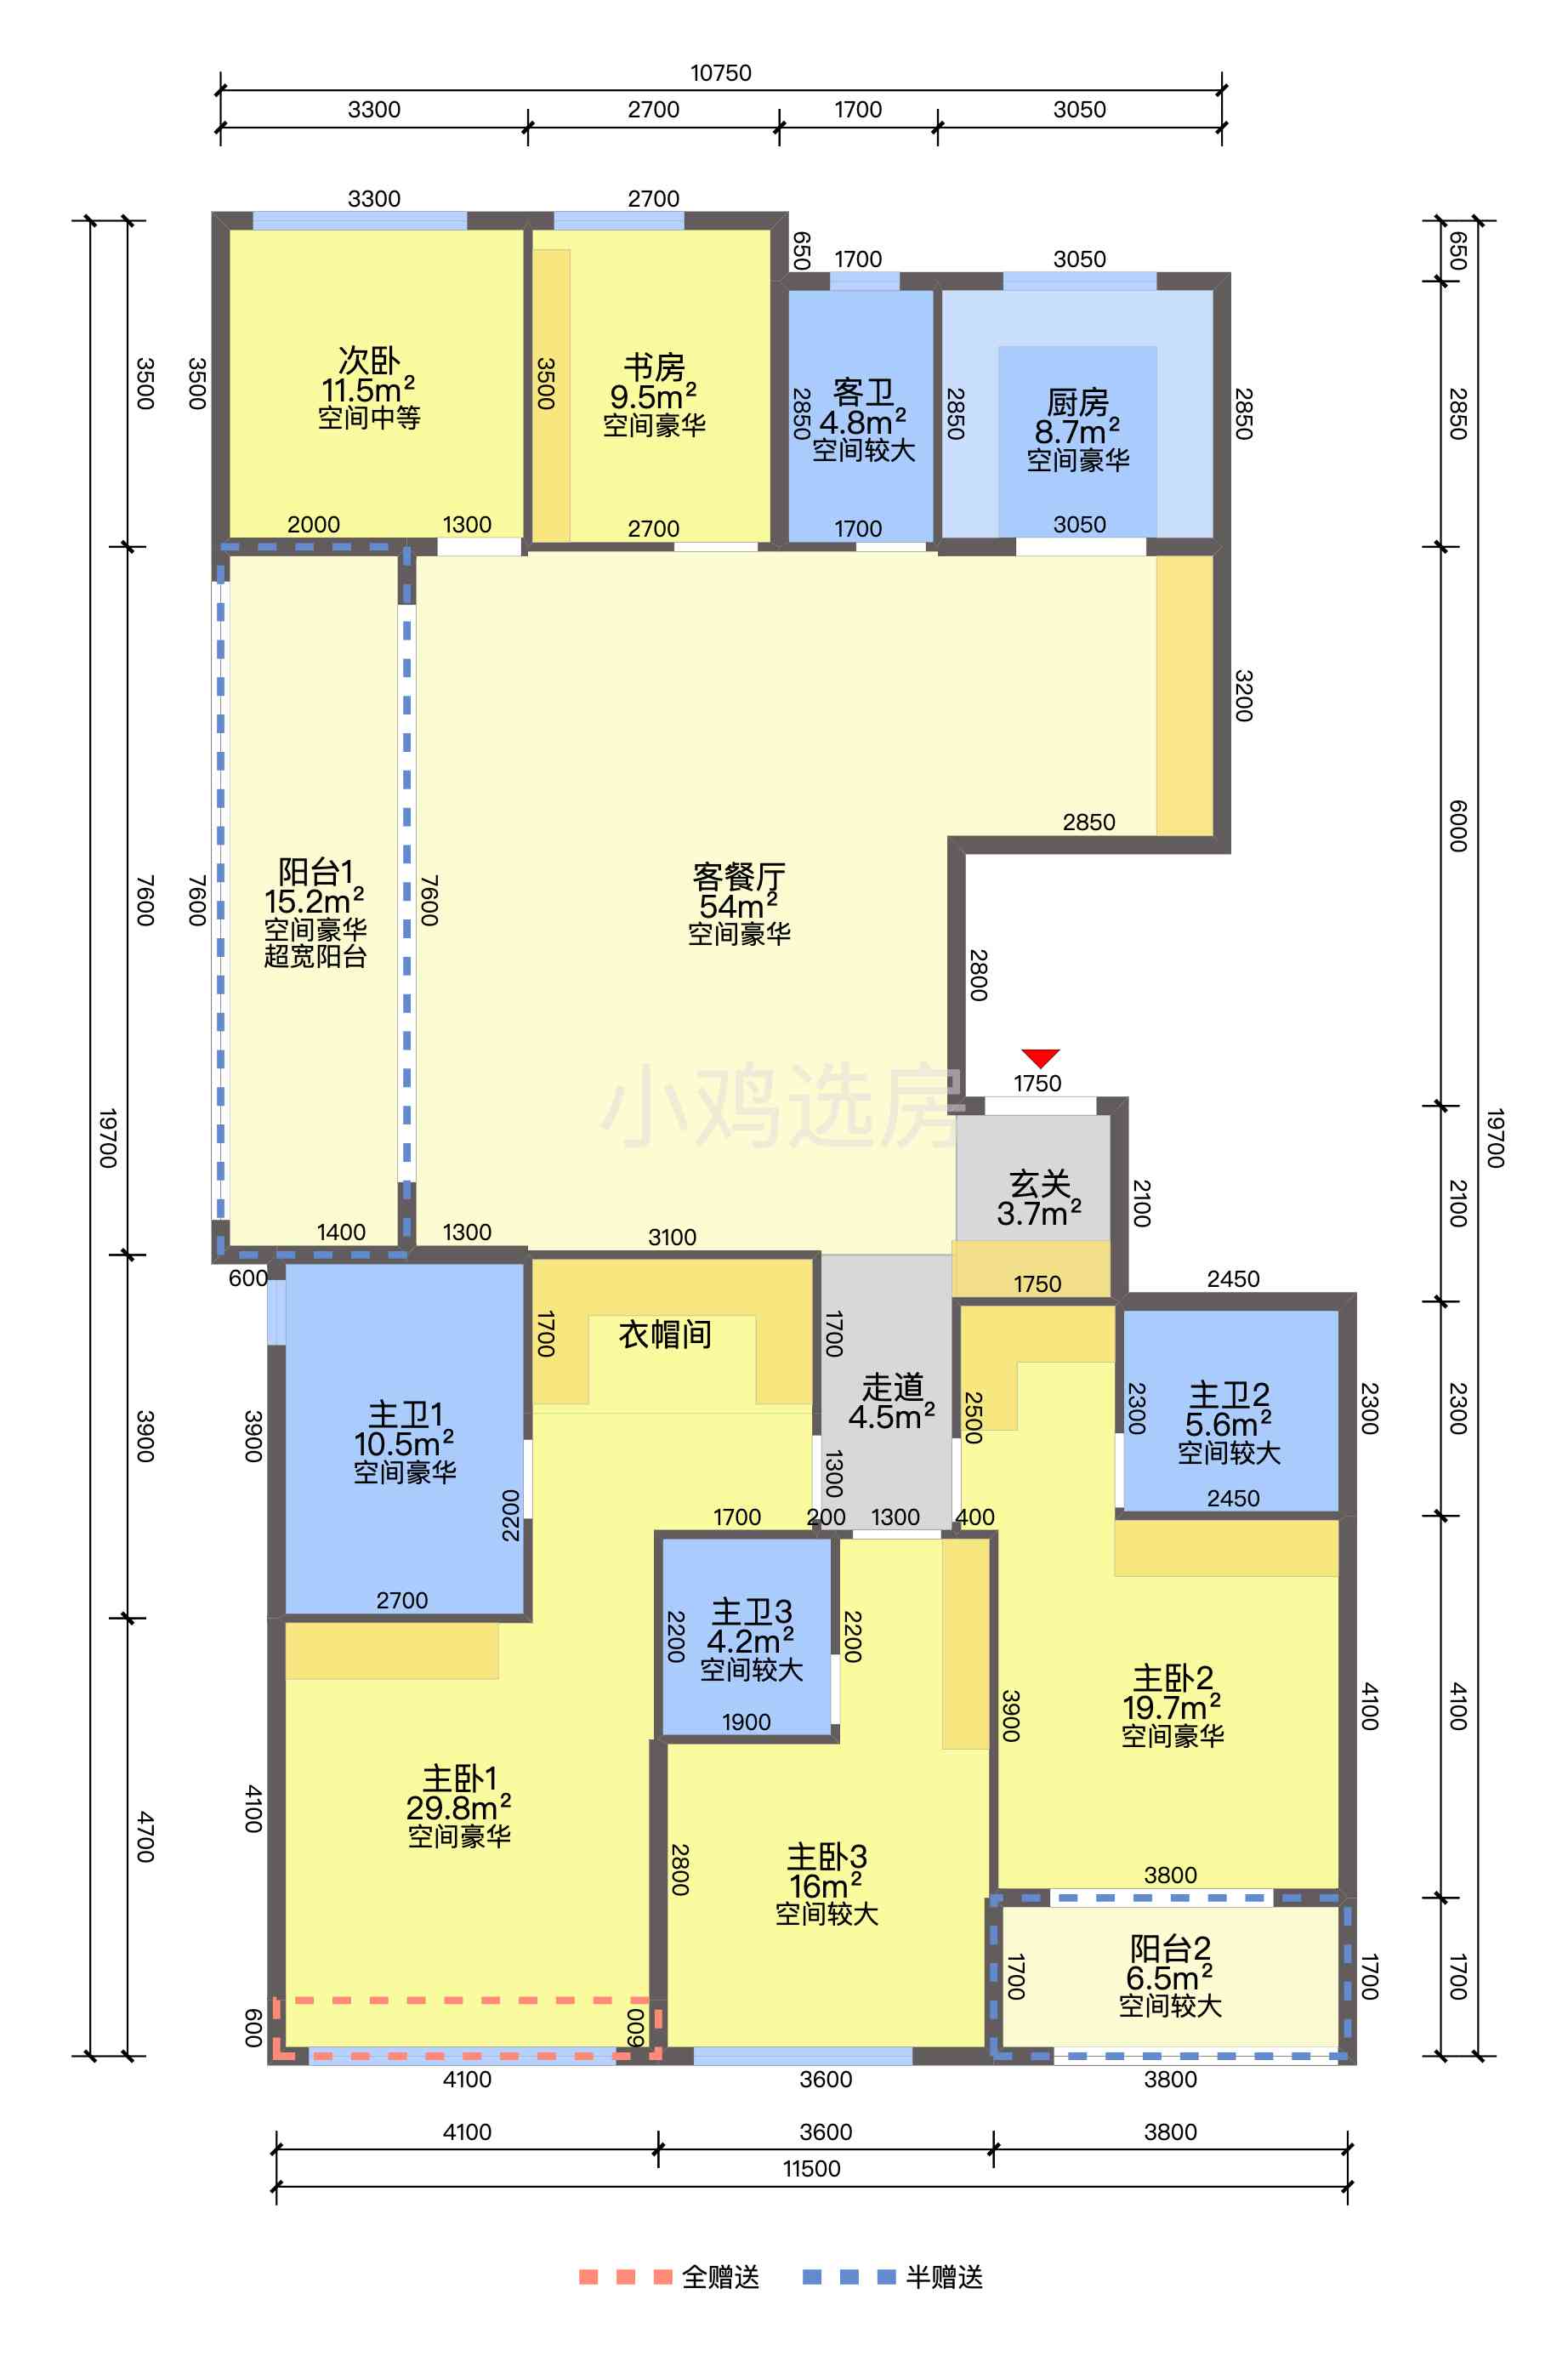 10750
3300
2700
1700
3050
3300
2700
650
1700
3050
650
3500
3500
次卧
11.5m²
空间中等
3500
书房
9.5m²
空间豪华
2850
客卫
4.8m²
空间较大
2850
厨房
8.7m²
空间豪华
2850
2850
2000
1300
2700
1700
3050
3200
2850
6000
7600
7600
阳台1
15.2m²
空间豪华
超宽阳台
7600
客餐厅
54m²
空间豪华
2800
小鸡选房
1750
19700
19700
玄关
3.7m²
2100
2100
1400
1300
3100
600
1750
2450
1700
衣帽间
1700
走道
4.5m²
3900
3900
主卫1
10.5m²
空间豪华
2500
2300
主卫2
5.6m²
空间较大
2300
2300
2200
1300
1700
200
1300
400
2450
2700
2200
主卫3
4.2m²
空间较大
2200
1900
3900
主卧2
19.7m²
空间豪华
4100
4100
4100
4700
主卧1
29.8m²
空间豪华
2800
主卧3
16m²
空间较大
3800
1700
阳台2
6.5m²
空间较大
1700
1700
600
600
4100
3600
3800
4100
3600
3800
11500
全赠送
半赠送